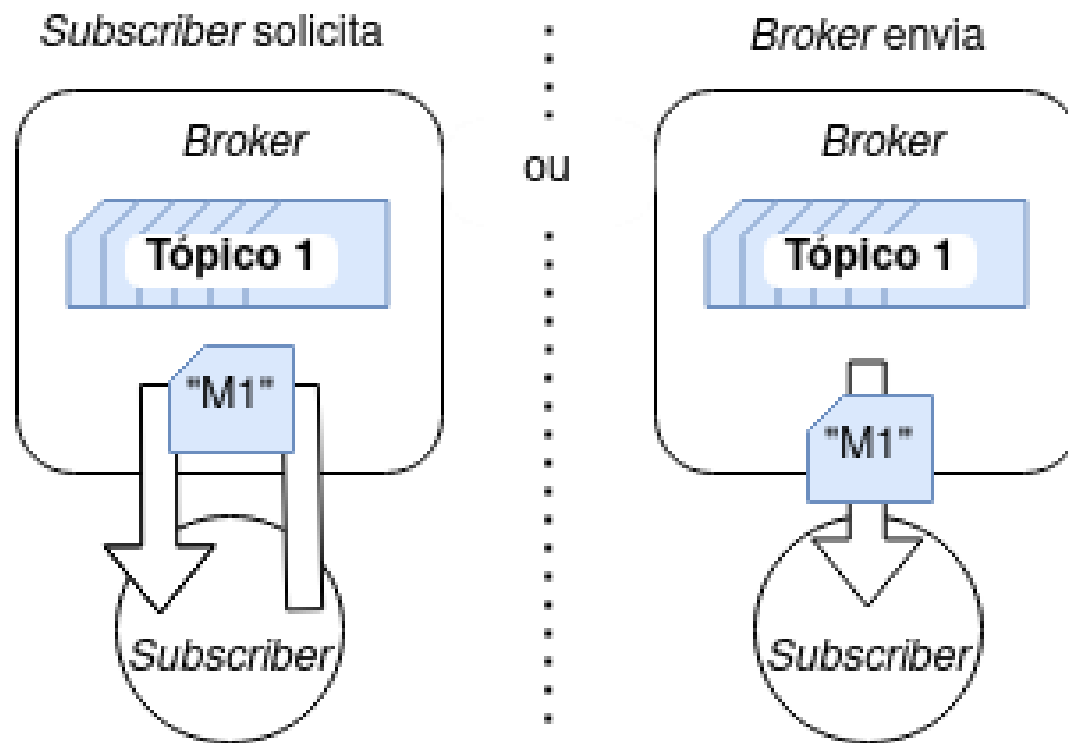 Subscriber solicita
Broker
Tópico 1
"M1"
Subscriber
ou
Broker envia
Broker
Tópico 1
"M1"
Subscriber